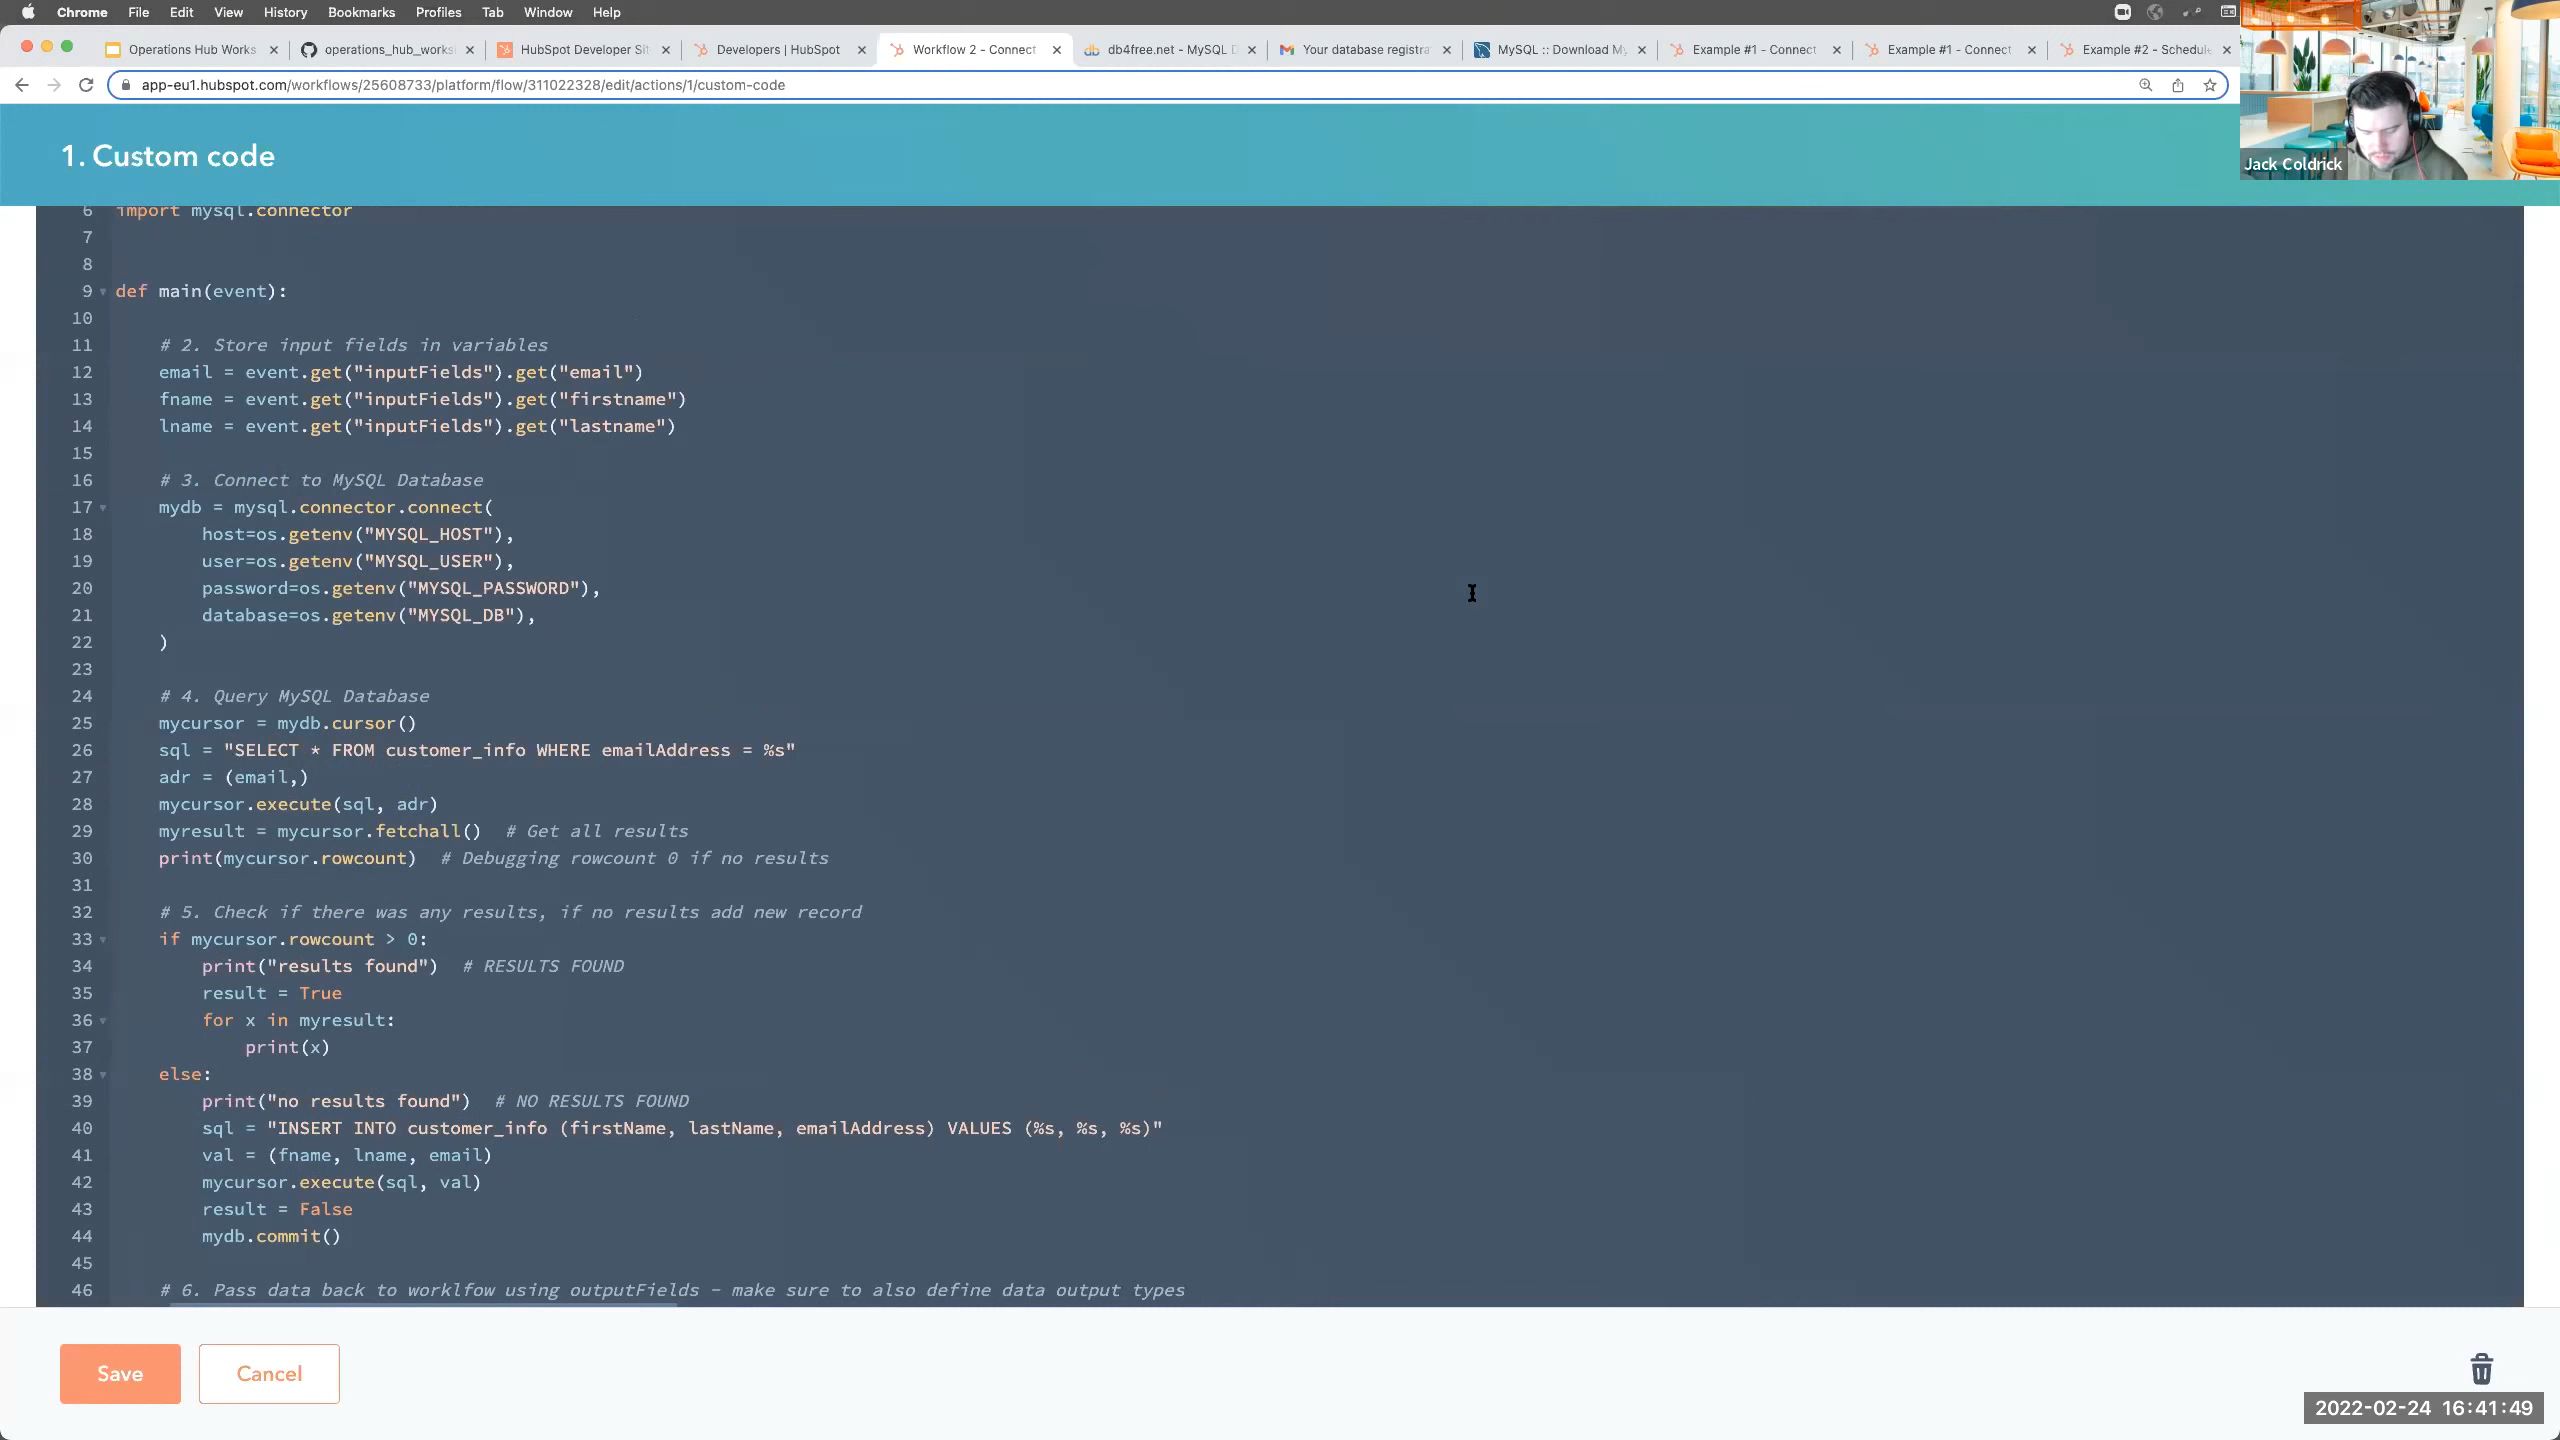 Chrome File Edit View History Bookmarks Profiles Tab Window Help
Operations Hub Works
operations_hub_works
HubSpot Developer Si
Developers | HubSpot
Workflow 2 - Connect
db4free.net - MySQL D
Your database registra
MySQL :: Download My
Example #1 - Connect
Example #1 - Connect
Example #2 - Schedul
app-eu1.hubspot.com/workflows/25608733/platform/flow/311022328/edit/actions/1/custom-code
Jack Coldrick
1. Custom code
6 import mysql.connector
7
8
9 def main(event):
10
11 # 2. Store input fields in variables
12 email = event.get("inputFields").get("email")
13 fname = event.get("inputFields").get("firstname")
14 lname = event.get("inputFields").get("lastname")
15
16 # 3. Connect to MySQL Database
17 mydb = mysql.connector.connect(
18 host=os.getenv("MYSQL_HOST"),
19 user=os.getenv("MYSQL_USER"),
20 password=os.getenv("MYSQL_PASSWORD"),
21 database=os.getenv("MYSQL_DB"),
22 )
23
24 # 4. Query MySQL Database
25 mycursor = mydb.cursor()
26 sql = "SELECT * FROM customer_info WHERE emailAddress = %s"
27 adr = (email,)
28 mycursor.execute(sql, adr)
29 myresult = mycursor.fetchall() # Get all results
30 print(mycursor.rowcount) # Debugging rowcount 0 if no results
31
32 # 5. Check if there was any results, if no results add new record
33 if mycursor.rowcount > 0:
34 print("results found") # RESULTS FOUND
35 result = True
36 for x in myresult:
37 print(x)
38 else:
39 print("no results found") # NO RESULTS FOUND
40 sql = "INSERT INTO customer_info (firstName, lastName, emailAddress) VALUES (%s, %s, %s)"
41 val = (fname, lname, email)
42 mycursor.execute(sql, val)
43 result = False
44 mydb.commit()
45
46 # 6. Pass data back to worklfow using outputFields – make sure to also define data output types
Save
Cancel
2022-02-24 16:41:49